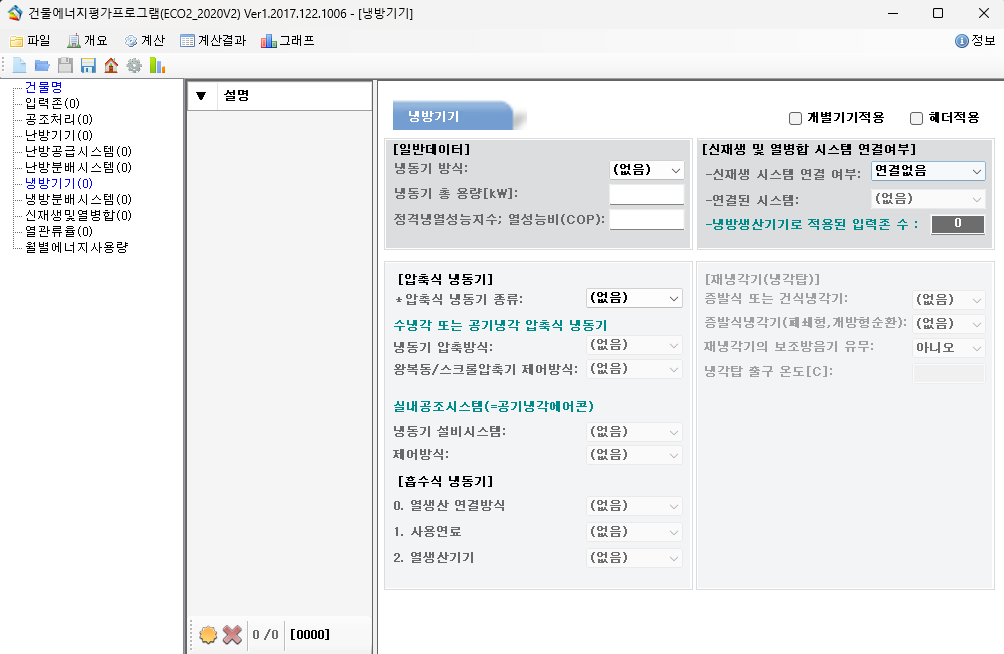 건물에너지평가프로그램(ECO2_2020V2) Ver1.2017.122.1006 - [냉방기기]
파일 개요 계산 계산결과 그래프 정보
건물명
입력존(0)
공조처리(0)
난방기기(0)
난방공급시스템(0)
난방분배시스템(0)
냉방기기(0)
냉방분배시스템(0)
신재생및열병합(0)
열관류율(0)
월별에너지사용량
▼ 설명
0 /0 [0000]
냉방기기
개별기기적용 헤더적용
[일반데이터]
냉동기 방식: (없음)
냉동기 총 용량[kW]:
정격냉열성능지수; 열성능비(COP):
[신재생 및 열병합 시스템 연결여부]
-신재생 시스템 연결 여부: 연결없음
-연결된 시스템: (없음)
-냉방생산기기로 적용된 입력존 수 : 0
[압축식 냉동기]
*압축식 냉동기 종류: (없음)
수냉각 또는 공기냉각 압축식 냉동기
냉동기 압축방식: (없음)
왕복동/스크롤압축기 제어방식: (없음)
실내공조시스템(=공기냉각에어콘)
냉동기 설비시스템: (없음)
제어방식: (없음)
[흡수식 냉동기]
0. 열생산 연결방식 (없음)
1. 사용연료 (없음)
2. 열생산기기 (없음)
[재냉각기(냉각탑)]
증발식 또는 건식냉각기: (없음)
증발식냉각기(폐쇄형,개방형순환): (없음)
재냉각기의 보조방음기 유무: 아니오
냉각탑 출구 온도[C]: